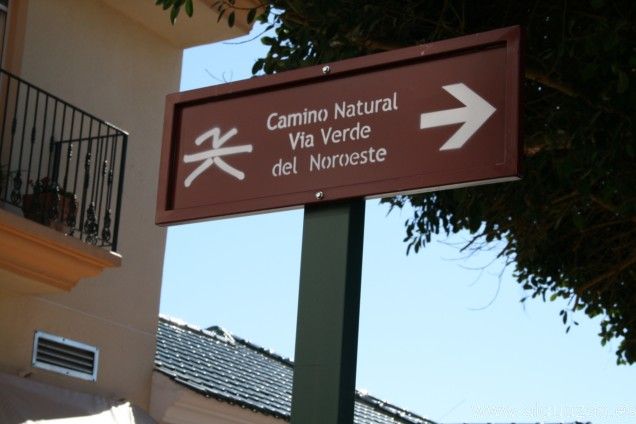 Camino Natural
Via Verde
del Noroeste